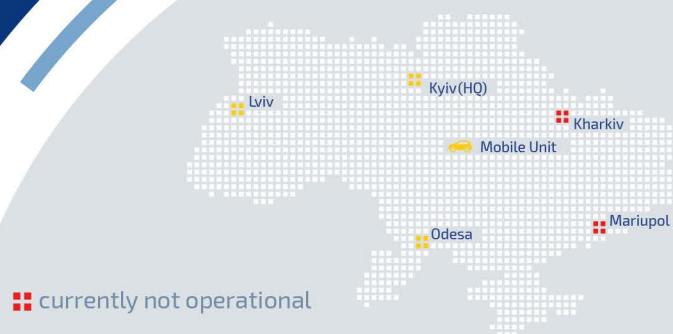 Kyiv(HQ)
Lviv
Kharkiv
Mobile Unit
Mariupol
Odesa
currently not operational